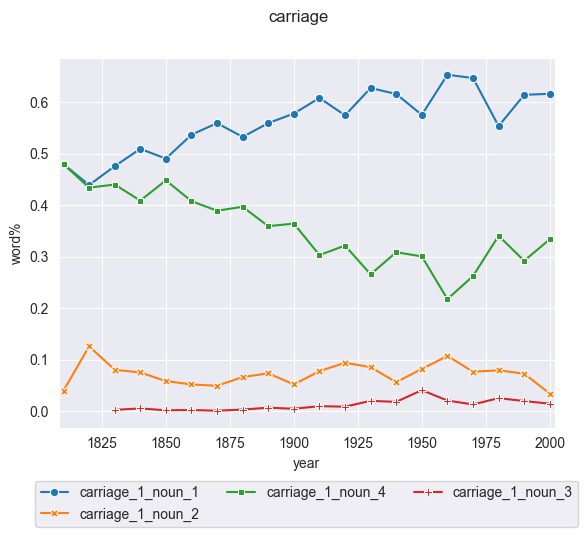 carriage
0.6
0.5
0.4
0.3
0.2
0.1
0.0
word%
1825 1850 1875 1900 1925 1950 1975 2000
year
carriage_1_noun_1 carriage_1_noun_4 carriage_1_noun_3
carriage_1_noun_2